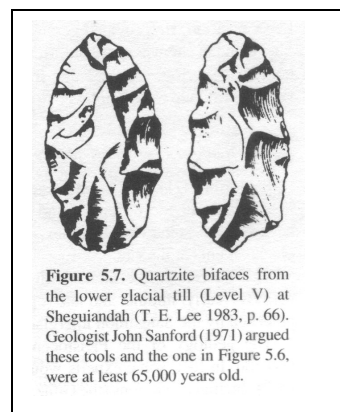 Figure 5.7. Quartzite bifaces from
the lower glacial till (Level V) at
Sheguiandah (T. E. Lee 1983, p. 66).
Geologist John Sanford (1971) argued
these tools and the one in Figure 5.6,
were at least 65,000 years old.